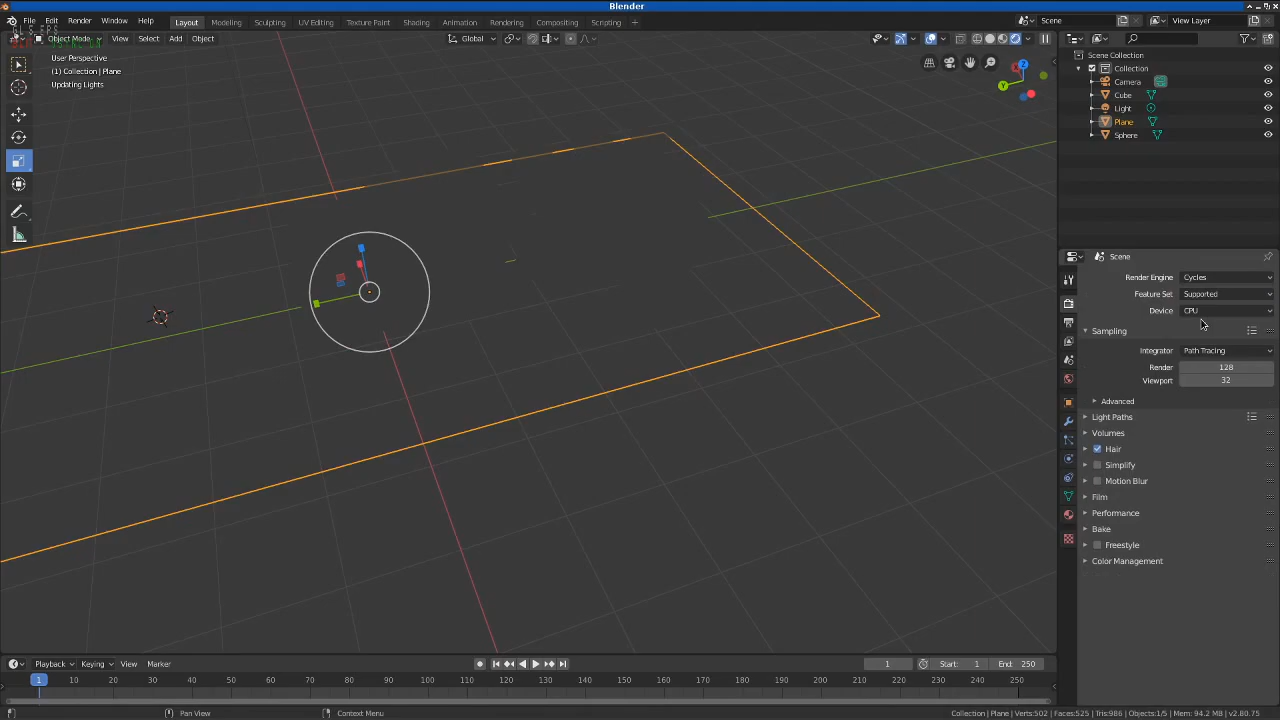 Blender
File Edit Render Window Help Layout Modeling Sculpting UV Editing Texture Paint Shading Animation Rendering Compositing Scripting + Scene View Layer
Object Mode View Select Add Object Global
User Perspective
(1) Collection | Plane
Updating Lights
X
Y
Z
Scene Collection
Collection
Camera
Cube
Light
Plane
Sphere
Scene
Render Engine Cycles
Feature Set Supported
Device CPU
Sampling
Integrator Path Tracing
Render 128
Viewport 32
Advanced
Light Paths
Volumes
Hair
Simplify
Motion Blur
Film
Performance
Bake
Freestyle
Color Management
Playback Keying View Marker 1 Start: 1 End: 250
1 10 20 30 40 50 60 70 80 90 100 110 120 130 140 150 160 170 180 190 200 210 220 230 240 250
Pan View Context Menu Collection | Plane | Verts:502 | Faces:525 | Tris:986 | Objects:1/5 | Mem: 94.2 MB | v2.80.75